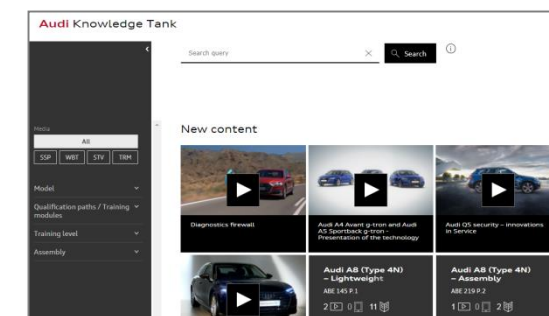 Audi Knowledge Tank
Search query
Search
New content
Media
All
SSP WBT STV TRM
Model
Qualification paths / Training
modules
Training level
Assembly
Diagnostics firewall
Audi A4 Avant g-tron and Audi
A5 Sportback g-tron -
Presentation of the technology
Audi Q5 security – innovations
in Service
Audi A8 (Type 4N)
– Lightweight
ABE 145 P.1
2 0 11
Audi A8 (Type 4N)
– Assembly
ABE 219 P.2
1 0 2